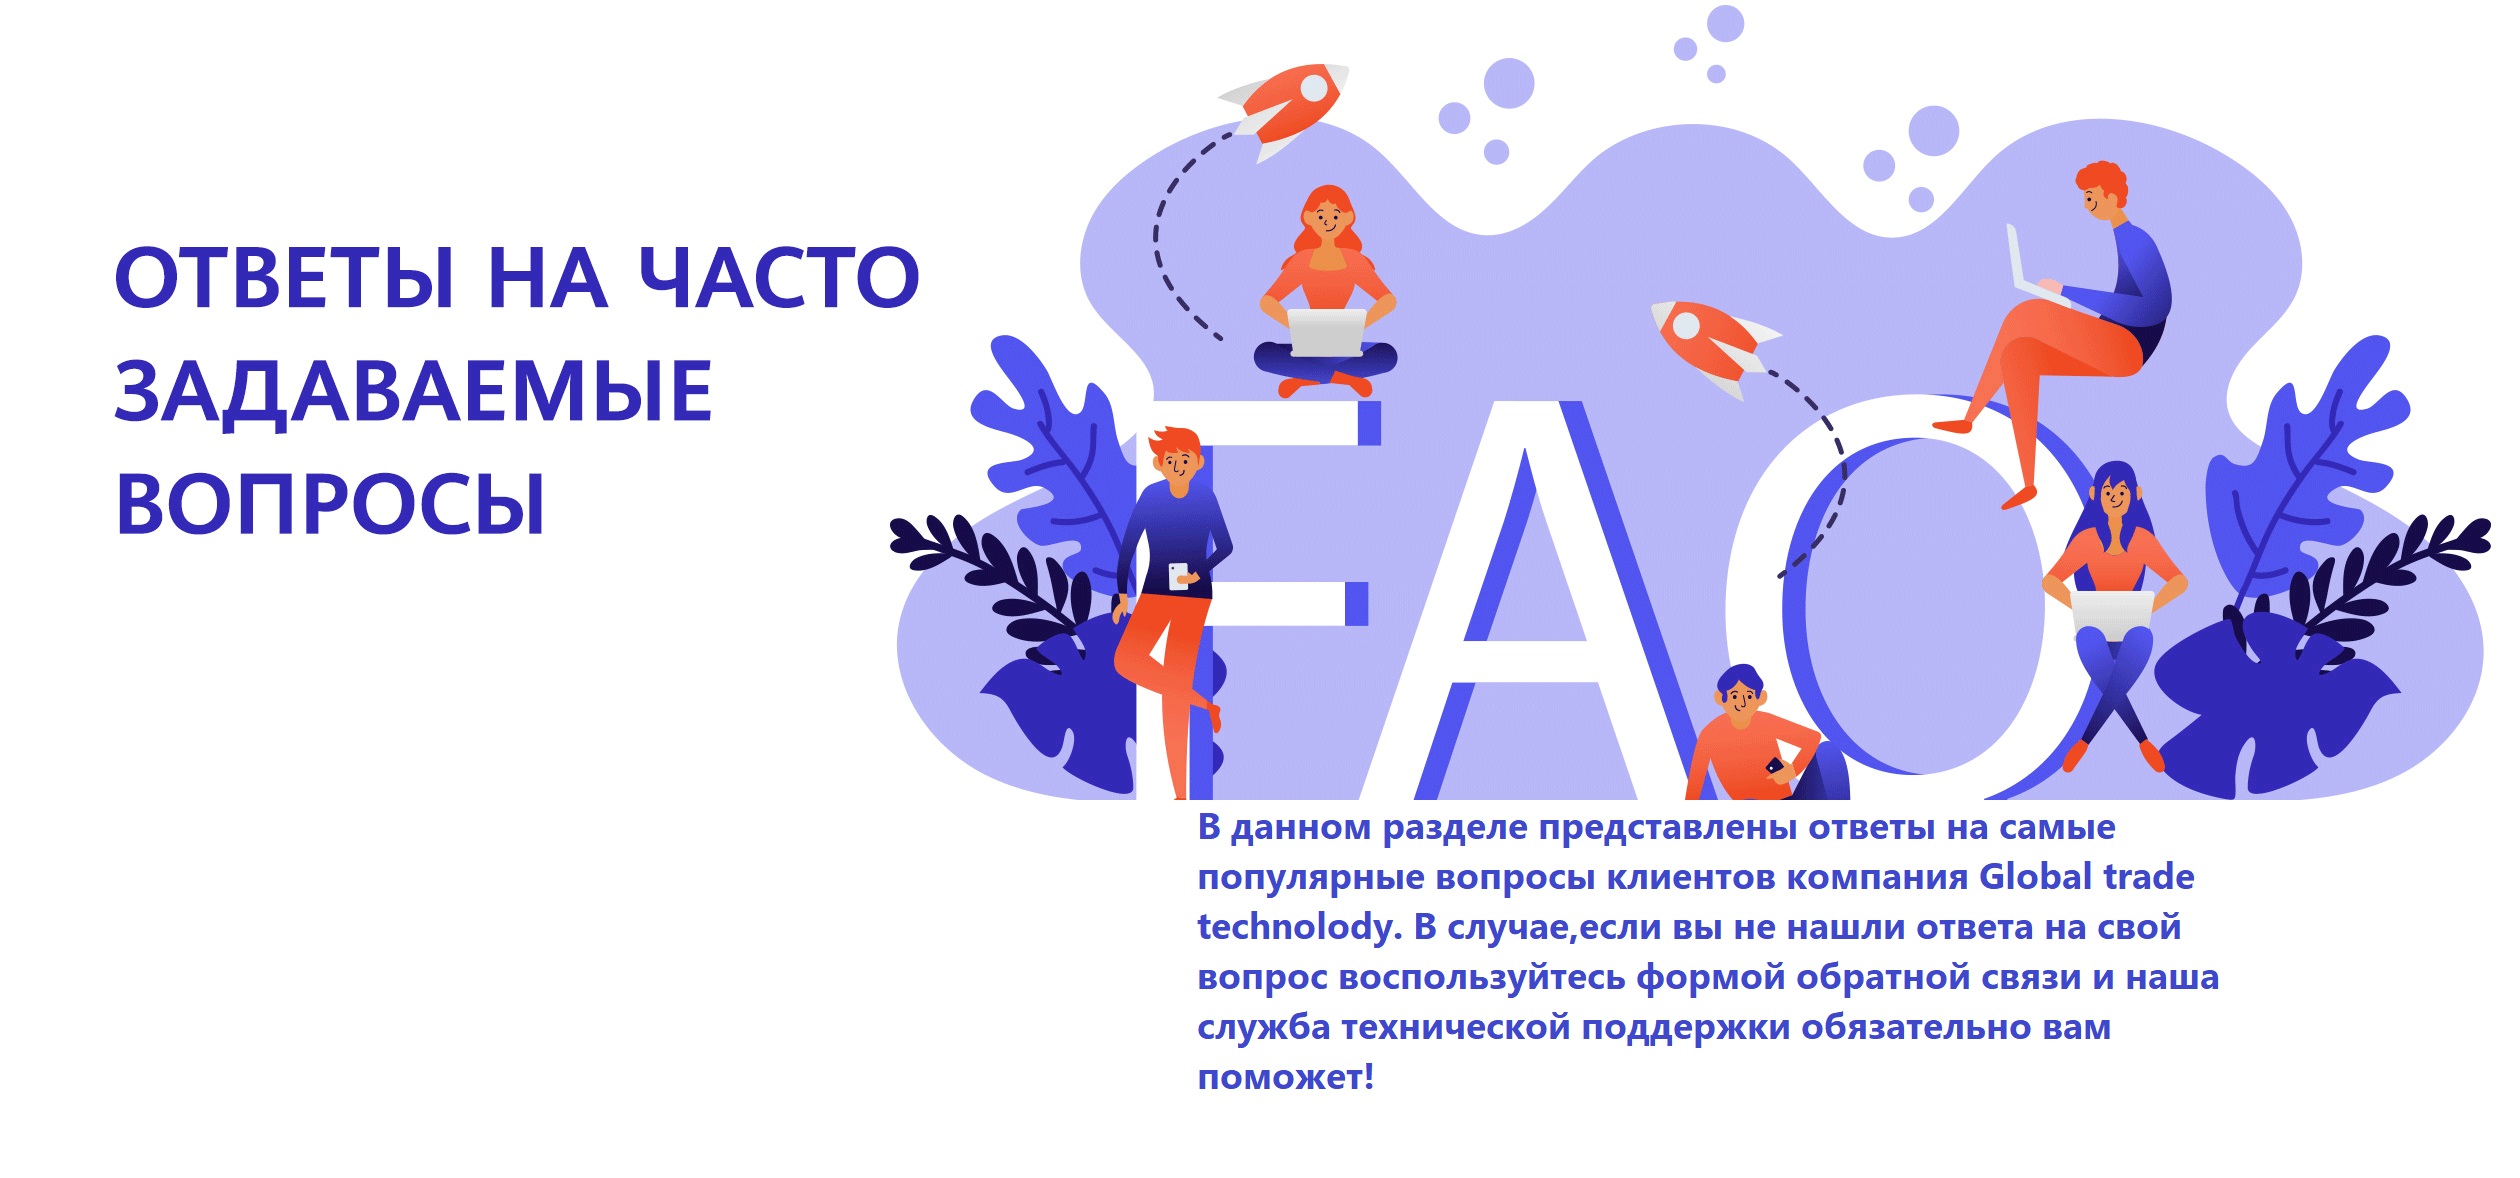 ОТВЕТЫ НА ЧАСТО
ЗАДАВАЕМЫЕ
ВОПРОСЫ
FAQ
В данном разделе представлены ответы на самые
популярные вопросы клиентов компания Global trade
technolody. В случае,если вы не нашли ответа на свой
вопрос воспользуйтесь формой обратной связи и наша
служба технической поддержки обязательно вам
поможет!